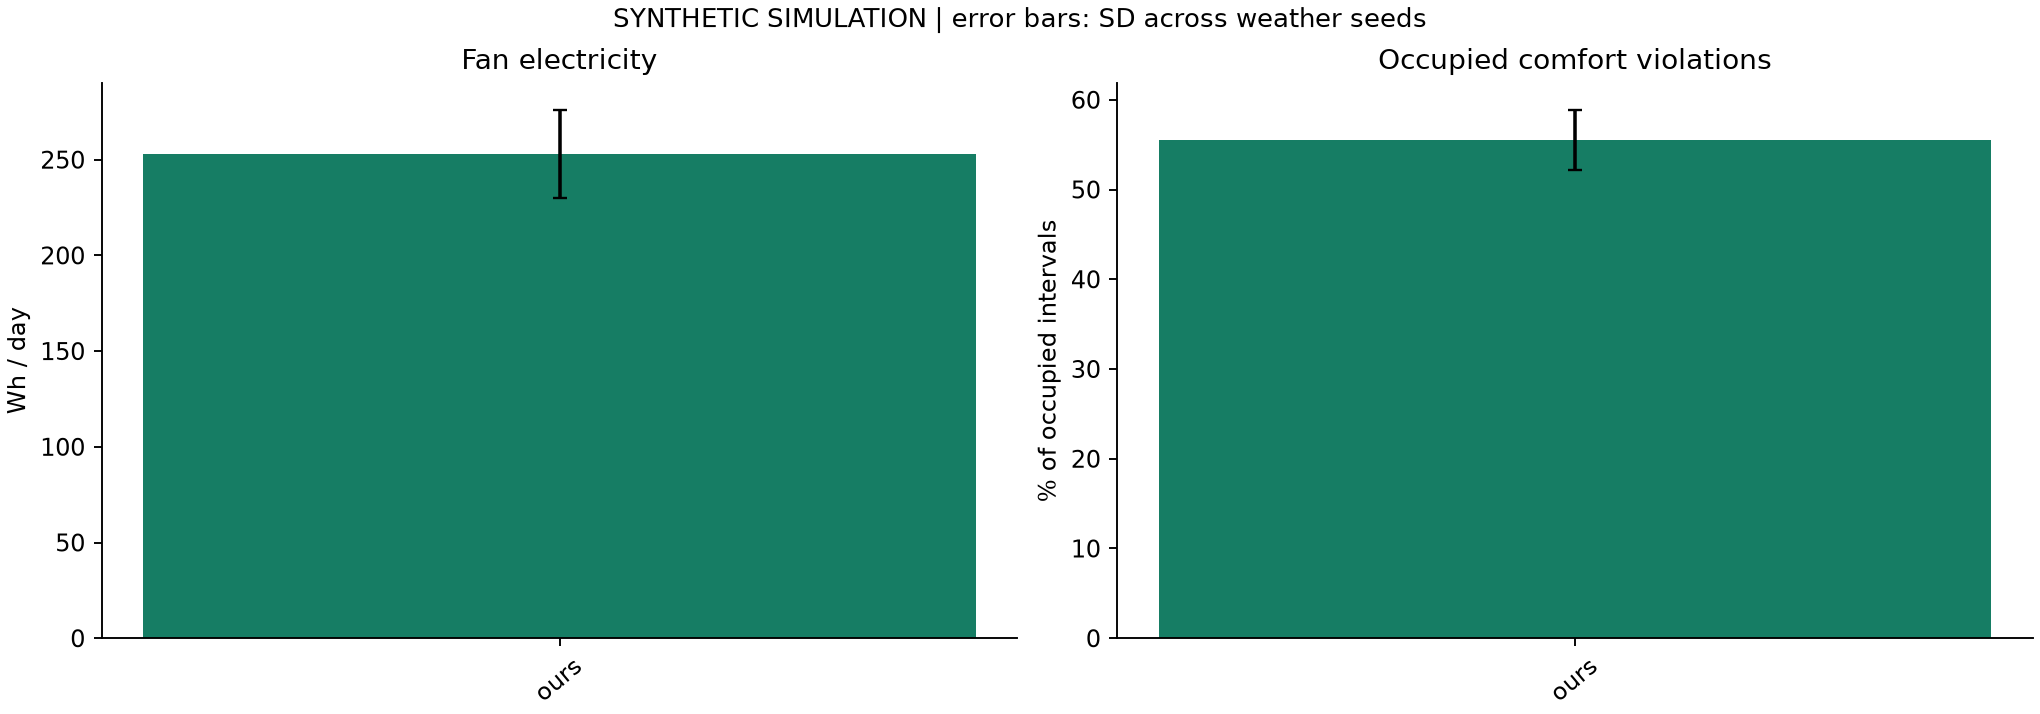 SYNTHETIC SIMULATION | error bars: SD across weather seeds
Fan electricity
Wh / day
250
200
150
100
50
0
ours
Occupied comfort violations
% of occupied intervals
60
50
40
30
20
10
0
ours